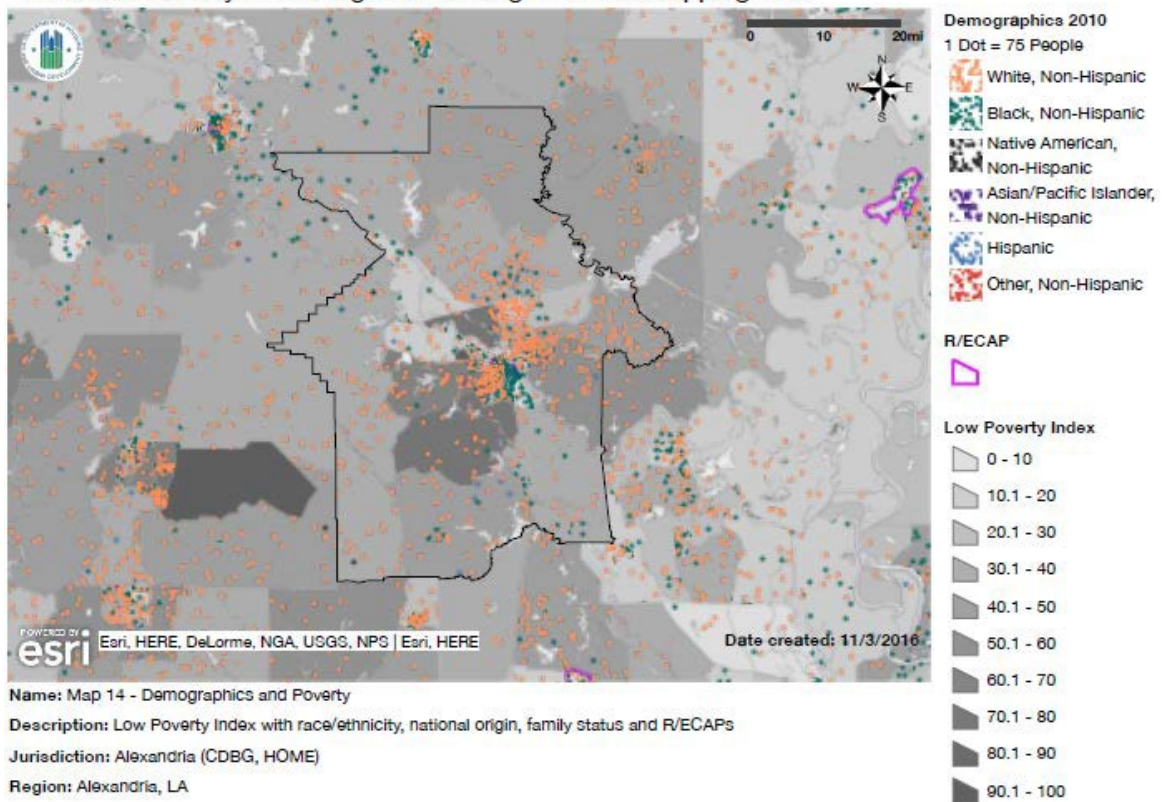 0 10 20mi
N
W E
S
Demographics 2010
1 Dot = 75 People
White, Non-Hispanic
Black, Non-Hispanic
Native American,
Non-Hispanic
Asian/Pacific Islander,
Non-Hispanic
Hispanic
Other, Non-Hispanic
R/ECAP
Low Poverty Index
0 - 10
10.1 - 20
20.1 - 30
30.1 - 40
40.1 - 50
50.1 - 60
60.1 - 70
70.1 - 80
80.1 - 90
90.1 - 100
POWERED BY
esri
Esri, HERE, DeLorme, NGA, USGS, NPS | Esri, HERE
Date created: 11/3/2016
Name: Map 14 - Demographics and Poverty
Description: Low Poverty Index with race/ethnicity, national origin, family status and R/ECAPs
Jurisdiction: Alexandria (CDBG, HOME)
Region: Alexandria, LA